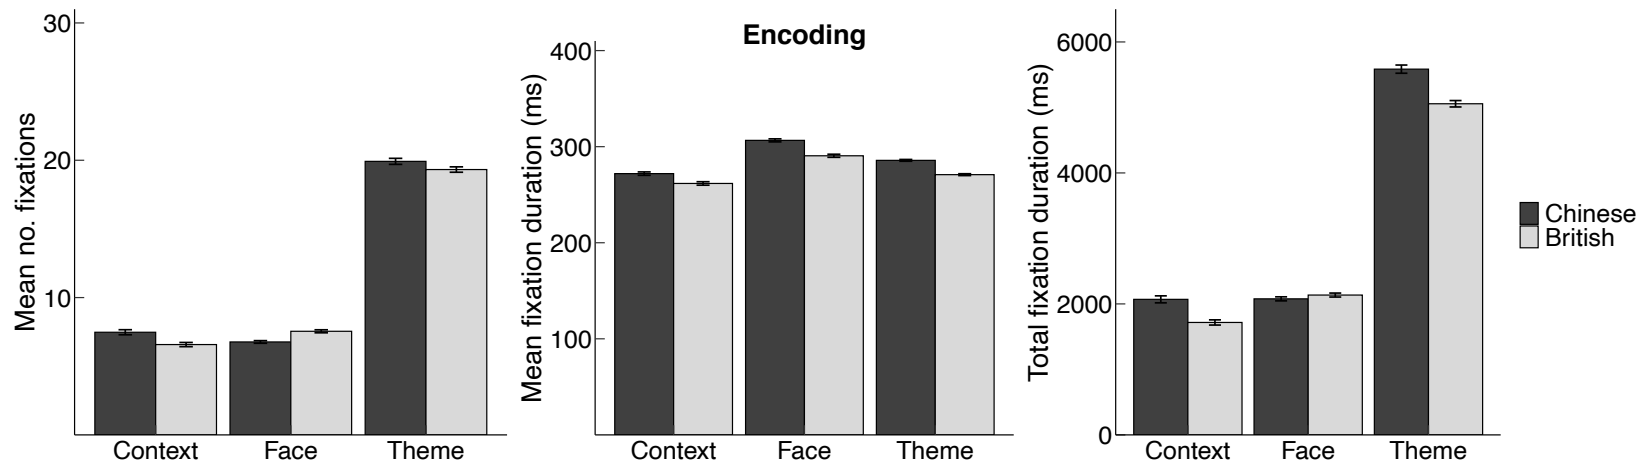 Encoding
Mean no. fixations
30
20
10
Context Face Theme
Mean fixation duration (ms)
400
300
200
100
Context Face Theme
Total fixation duration (ms)
6000
4000
2000
0
Context Face Theme
Chinese
British